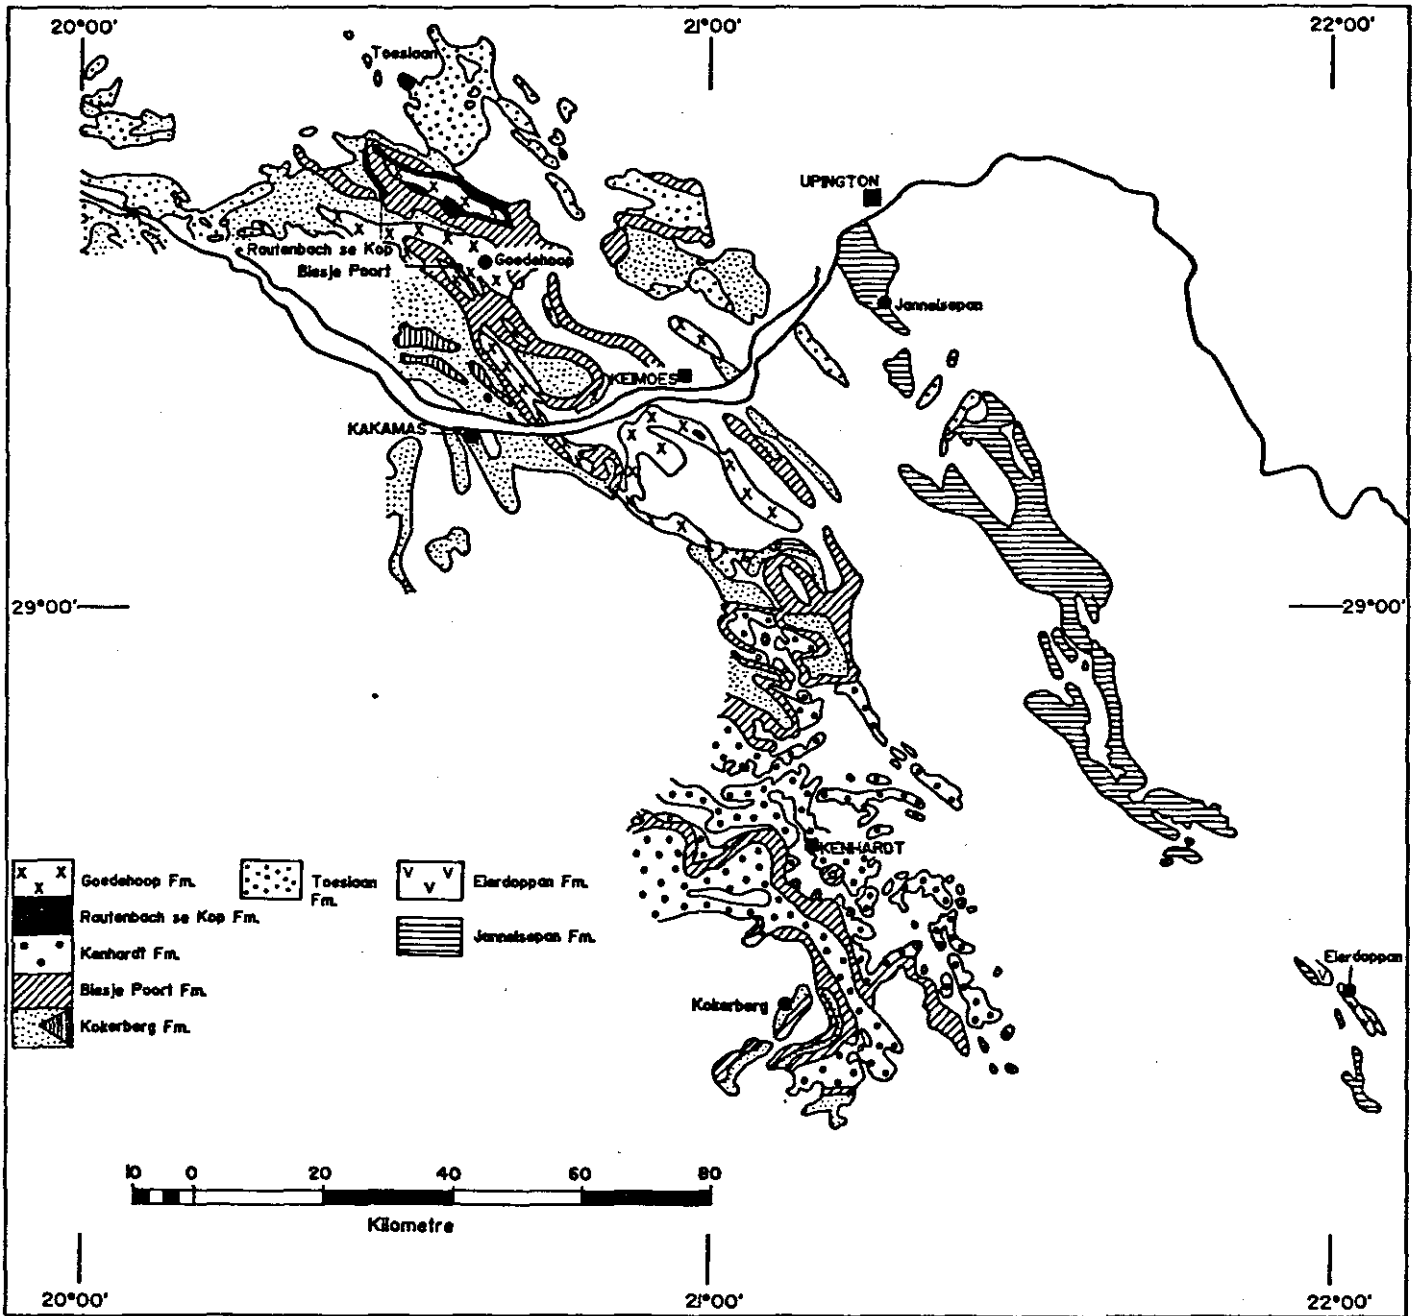 20°00'
21°00'
22°00'
Toeslaan
UPINGTON
Rautenbach se Kop
Biesje Poort
Goedehoop
Jannelsepan
KEIMOES
KAKAMAS
29°00'
29°00'
KENHARDT
X X X
Goedehoop Fm.
Toeslaan
Fm.
V V V
Eierdoppan Fm.
Rautenbach se Kop Fm.
Jannelsepan Fm.
Kenhardt Fm.
Biesje Poort Fm.
Kokerberg Fm.
Kokerberg
Eierdoppan
V
10 0 20 40 60 80
Kilometre
20°00'
21°00'
22°00'